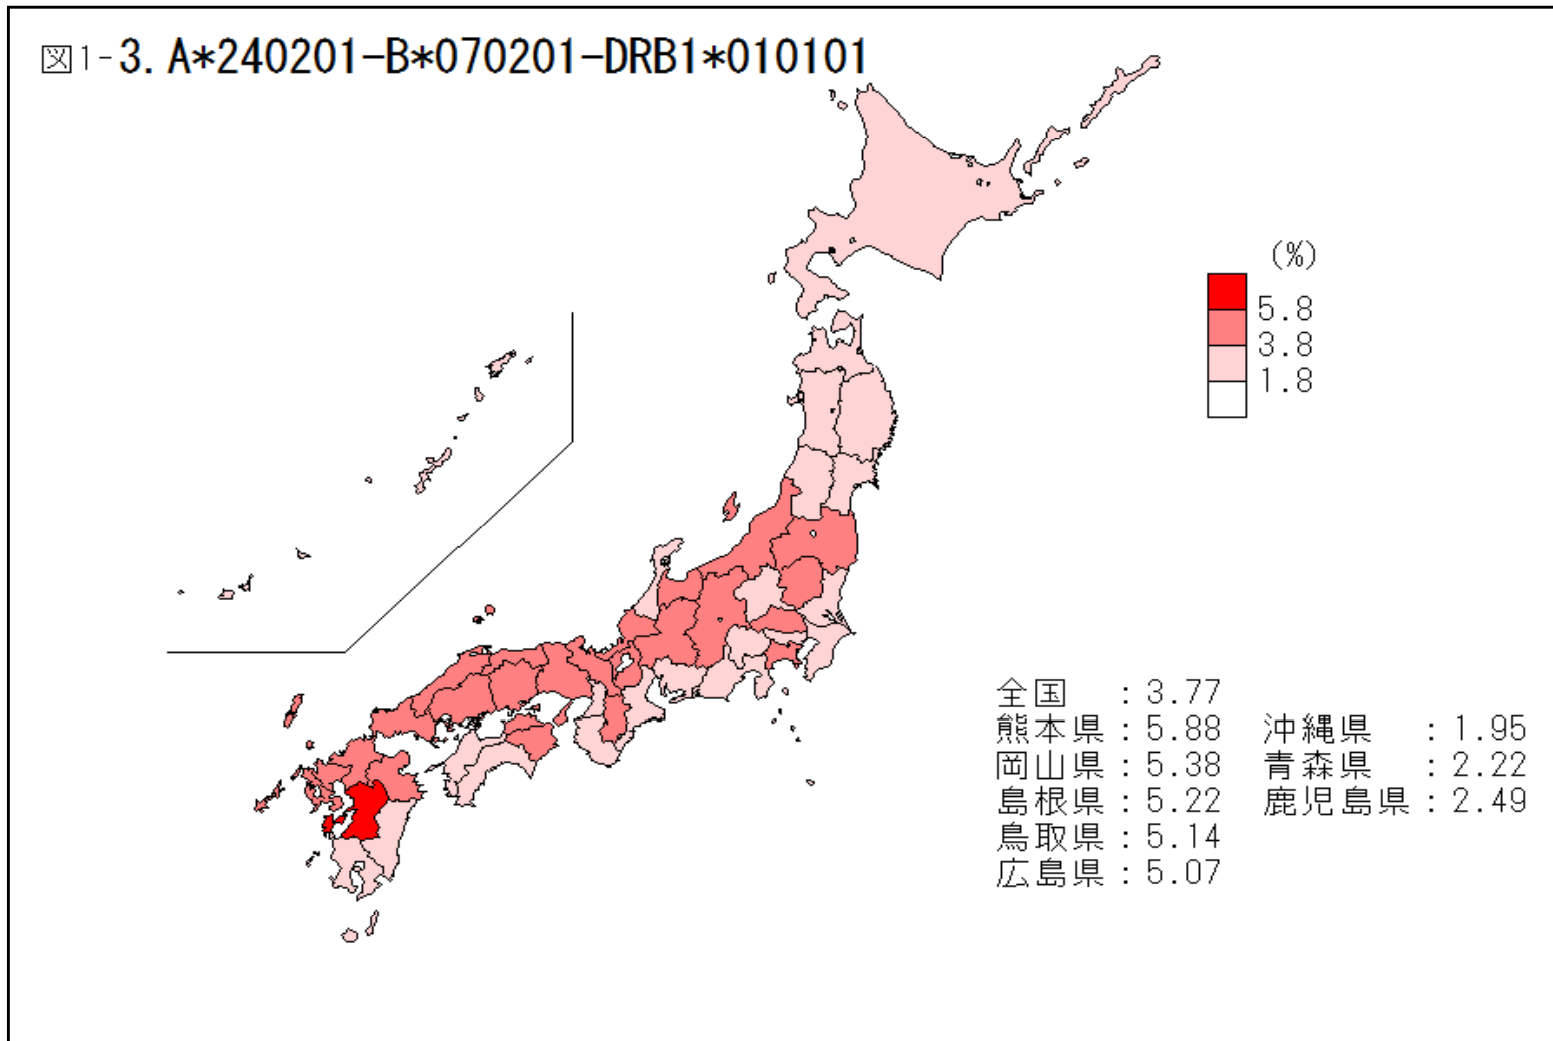 図1-3. A*240201-B*070201-DRB1*010101
(%)
5.8
3.8
1.8
全国 : 3.77
熊本県 : 5.88 沖縄県 : 1.95
岡山県 : 5.38 青森県 : 2.22
島根県 : 5.22 鹿児島県 : 2.49
鳥取県 : 5.14
広島県 : 5.07